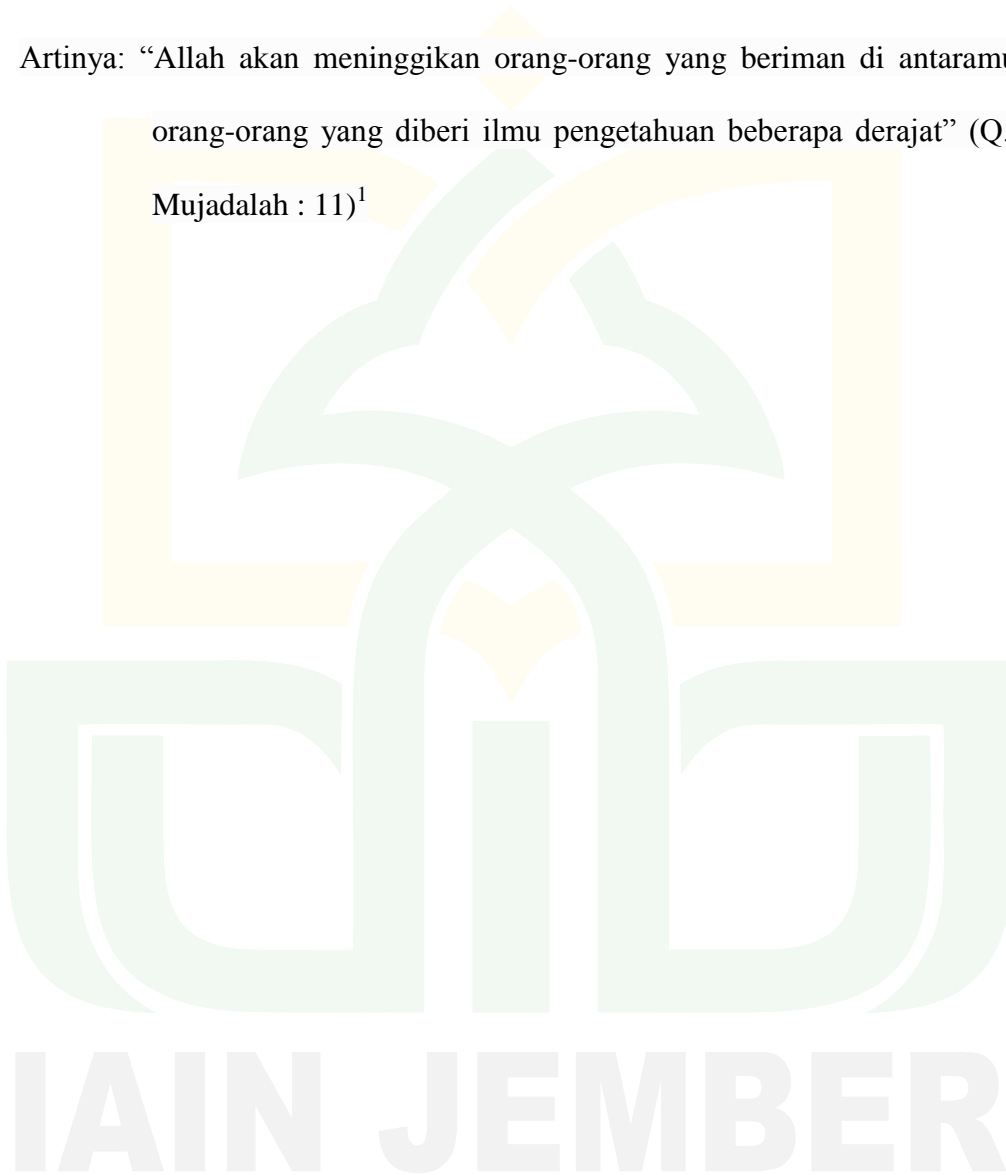 Artinya: “Allah akan meninggikan orang-orang yang beriman di antaramu
orang-orang yang diberi ilmu pengetahuan beberapa derajat” (Q.
Mujadalah : 11)1
IAIN JEMBER